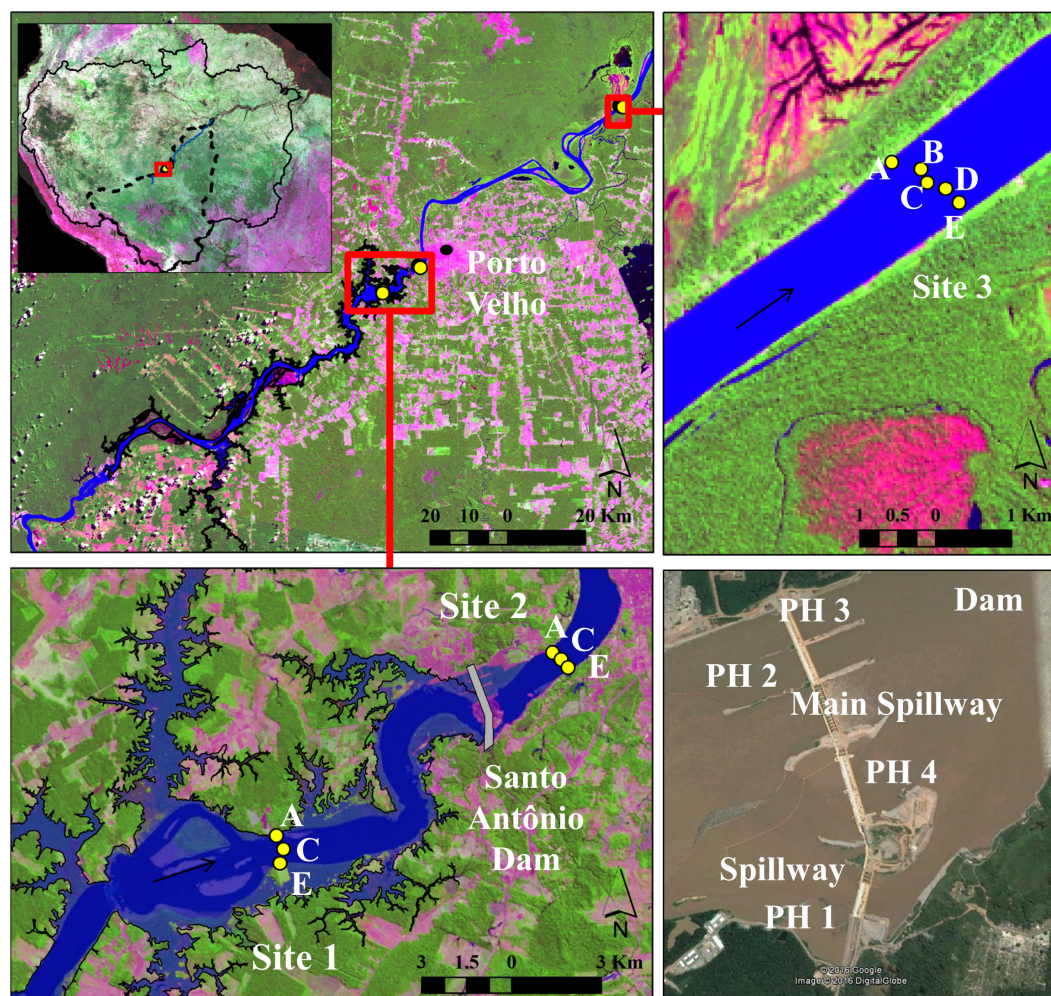 Porto
Velho
N
20 10 0 20 Km
A
B
C
D
E
Site 3
N
1 0.5 0 1 Km
Site 2
A
C
E
Santo
Antônio
Dam
A
C
E
Site 1
N
3 1.5 0 3 Km
PH 3
Dam
PH 2
Main Spillway
PH 4
Spillway
PH 1
© 2016 Google
Image © 2016 DigitalGlobe